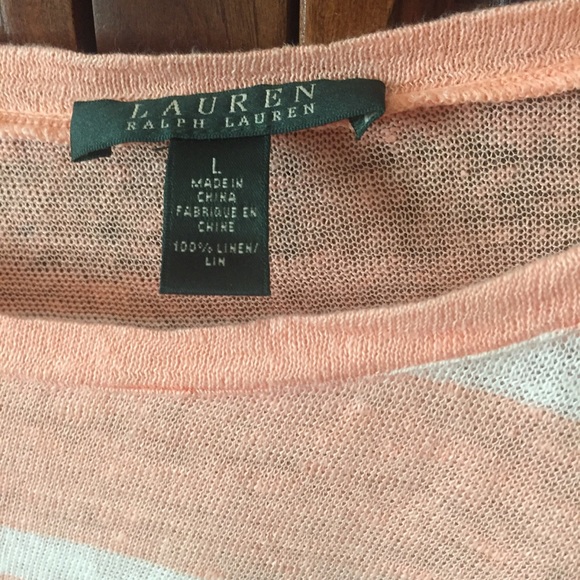 LAUREN
RALPH LAUREN
L
MADE IN
CHINA
FABRIQUE EN
CHINE
100% LINEN/
LIN